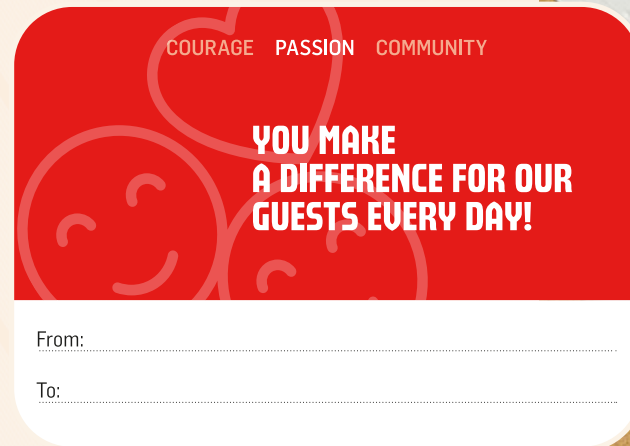 COURAGE PASSION COMMUNITY
YOU MAKE
A DIFFERENCE FOR OUR
GUESTS EVERY DAY!
From:
To: